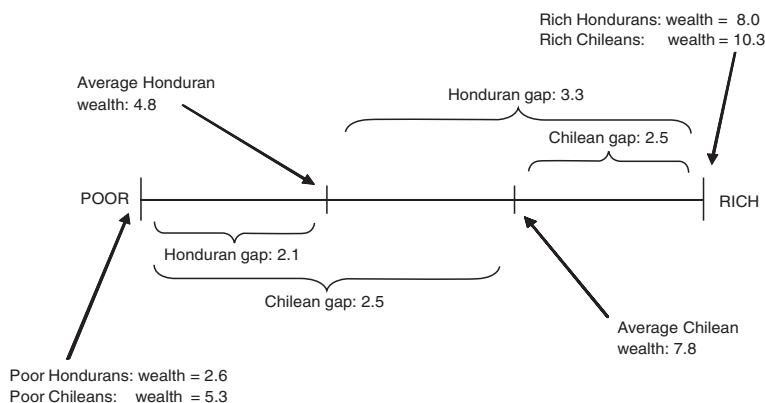 Rich Hondurans: wealth = 8.0
Rich Chileans: wealth = 10.3
Average Honduran
wealth: 4.8
Honduran gap: 3.3
Chilean gap: 2.5
POOR
RICH
Honduran gap: 2.1
Chilean gap: 2.5
Average Chilean
wealth: 7.8
Poor Hondurans: wealth = 2.6
Poor Chileans: wealth = 5.3